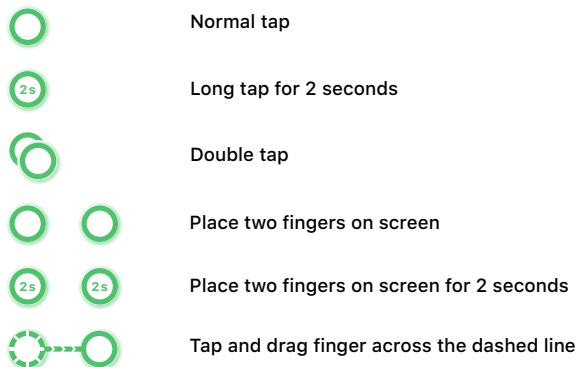 Normal tap
2s Long tap for 2 seconds
Double tap
Place two fingers on screen
2s 2s Place two fingers on screen for 2 seconds
Tap and drag finger across the dashed line